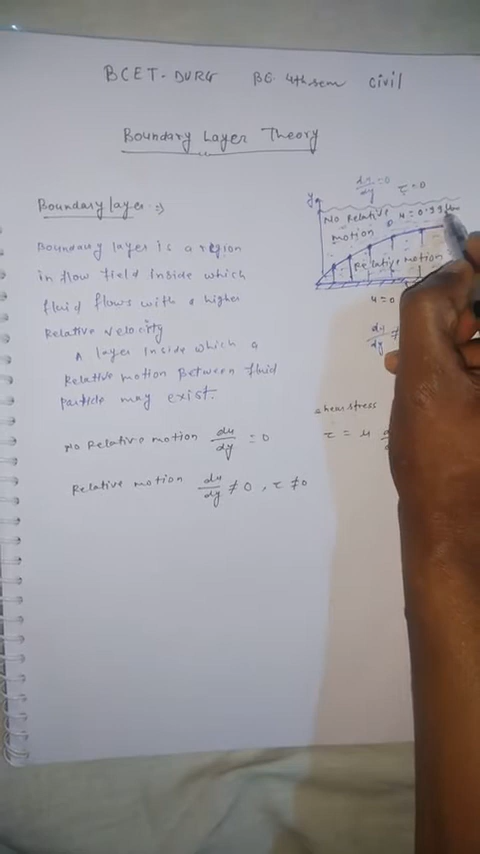 BCET-DURG BE 4th sem Civil
Boundary Layer Theory
Boundary layer :⇒
Boundary layer is a region
in flow field inside which
fluid flows with a higher
Relative velocity
A layer inside which a
Relative motion Between fluid
particle may exist.
No Relative motion du/dy = 0
Relative motion du/dy ≠ 0, τ ≠ 0
y
du/dy = 0 τ = 0
No Relative u = 0.99
motion
Relative motion
u = 0
du/dy ≠
shear stress
τ = μ